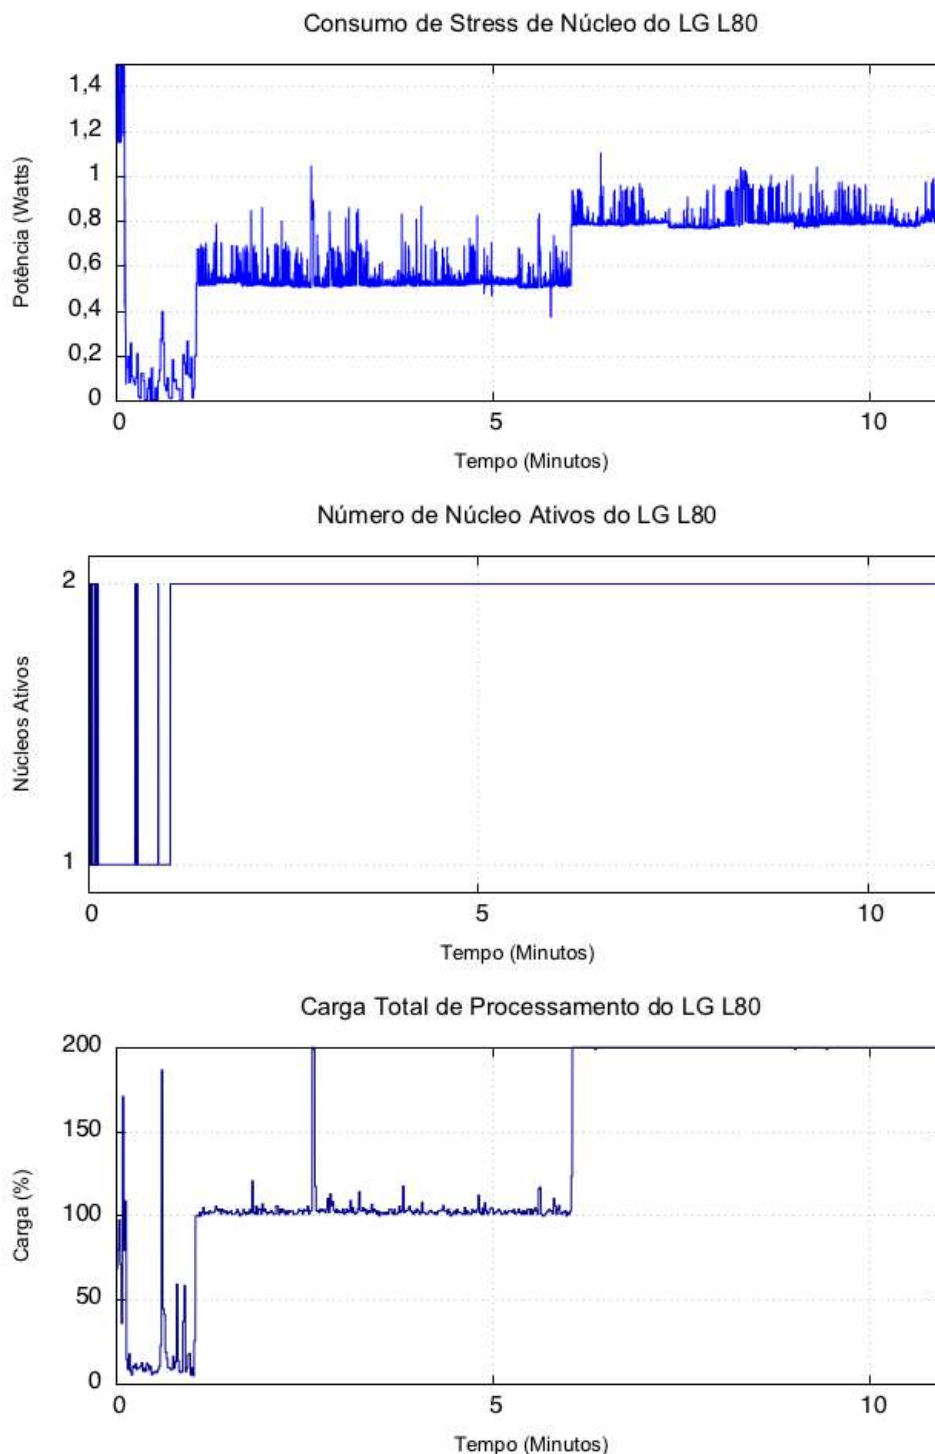 Consumo de Stress de Núcleo do LG L80
1,4
1,2
1
0,8
0,6
0,4
0,2
0
Potência (Watts)
0 5 10
Tempo (Minutos)
Número de Núcleo Ativos do LG L80
2
1
Núcleos Ativos
0 5 10
Tempo (Minutos)
Carga Total de Processamento do LG L80
200
150
100
50
0
Carga (%)
0 5 10
Tempo (Minutos)